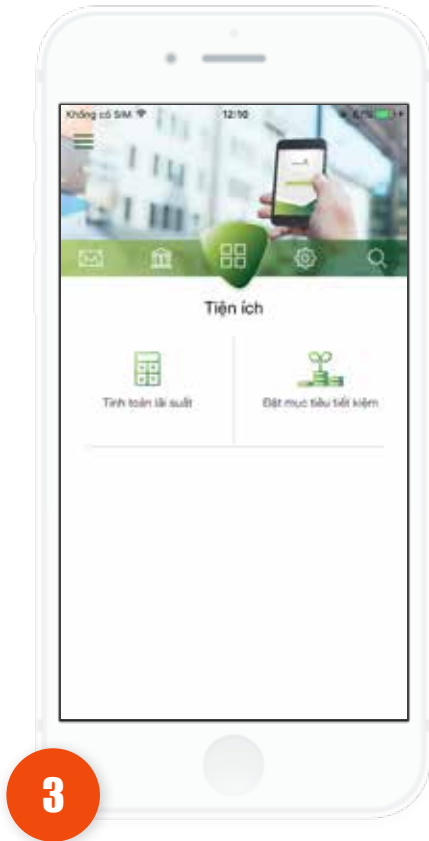 Không có SIM 12:10
Tiện ích
Tính toán lãi suất Đặt mục tiêu tiết kiệm
3